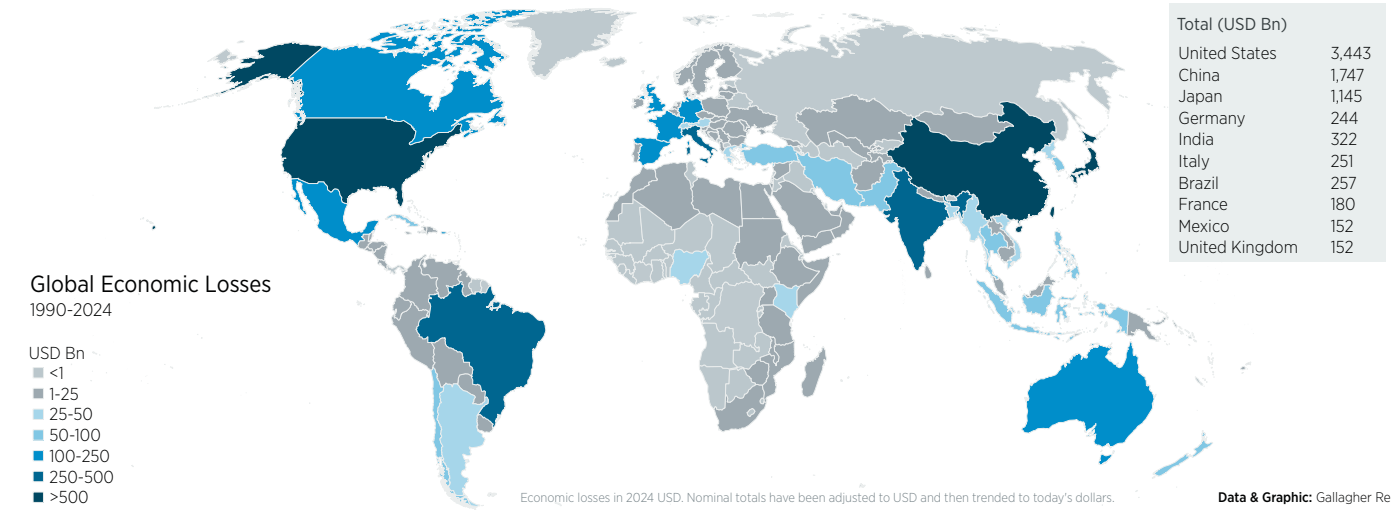 Total (USD Bn)
United States 3,443
China 1,747
Japan 1,145
Germany 244
India 322
Italy 251
Brazil 257
France 180
Mexico 152
United Kingdom 152
Global Economic Losses
1990-2024
USD Bn
<1
1-25
25-50
50-100
100-250
250-500
>500
Economic losses in 2024 USD. Nominal totals have been adjusted to USD and then trended to today's dollars.
Data & Graphic: Gallagher Re